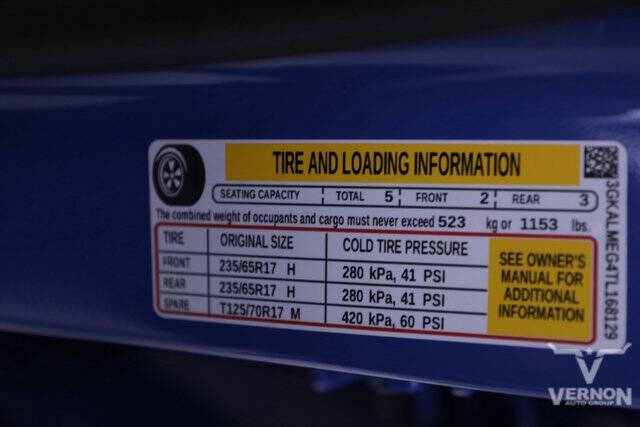 TIRE AND LOADING INFORMATION
SEATING CAPACITY TOTAL 5 FRONT 2 REAR 3
The combined weight of occupants and cargo must never exceed 523 kg or 1153 lbs.
TIRE ORIGINAL SIZE COLD TIRE PRESSURE
FRONT 235/65R17 H 280 kPa, 41 PSI
REAR 235/65R17 H 280 kPa, 41 PSI
SPARE T125/70R17 M 420 kPa, 60 PSI
SEE OWNER'S
MANUAL FOR
ADDITIONAL
INFORMATION
3GKALMEG4TL168129
VERNON
AUTO GROUP